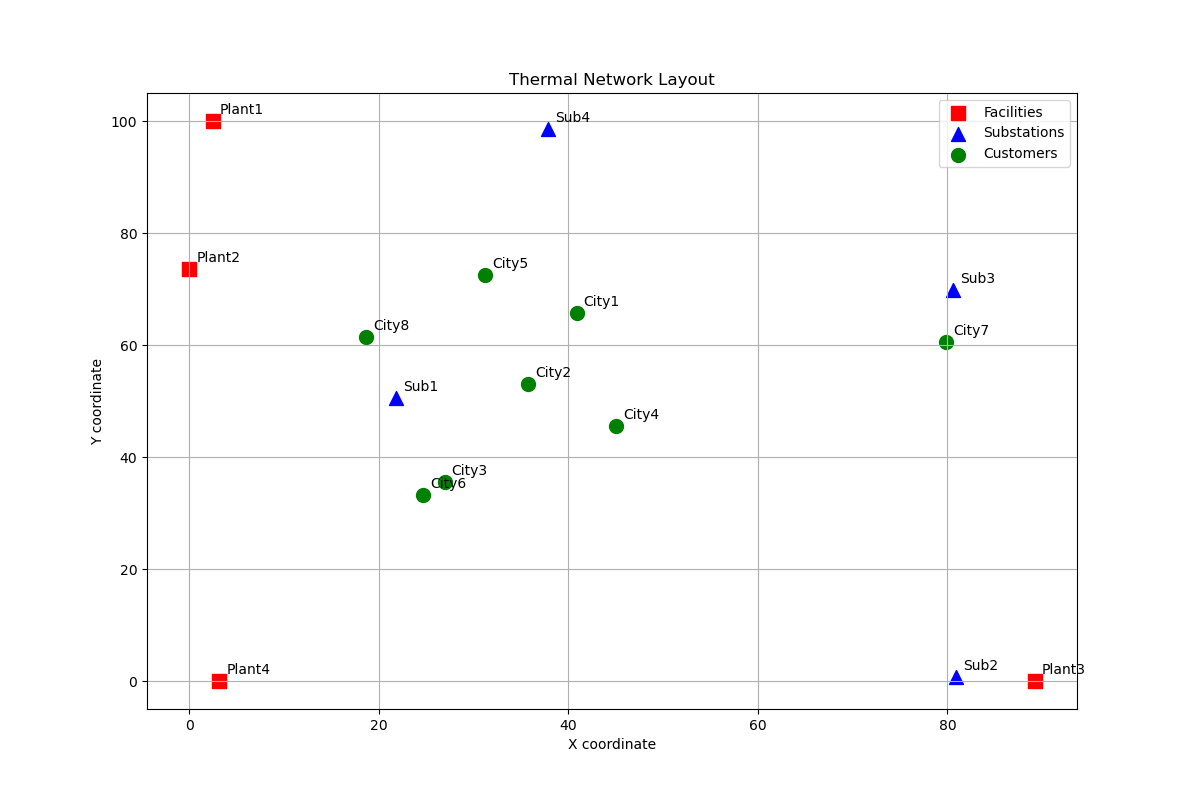 Thermal Network Layout
Plant1
Sub4
Facilities
Substations
Customers
Plant2
City5
Sub3
City1
City8
City7
City2
Sub1
City4
City3
City6
Plant4
Sub2
Plant3
100
80
60
40
20
0
Y coordinate
0
20
40
60
80
X coordinate